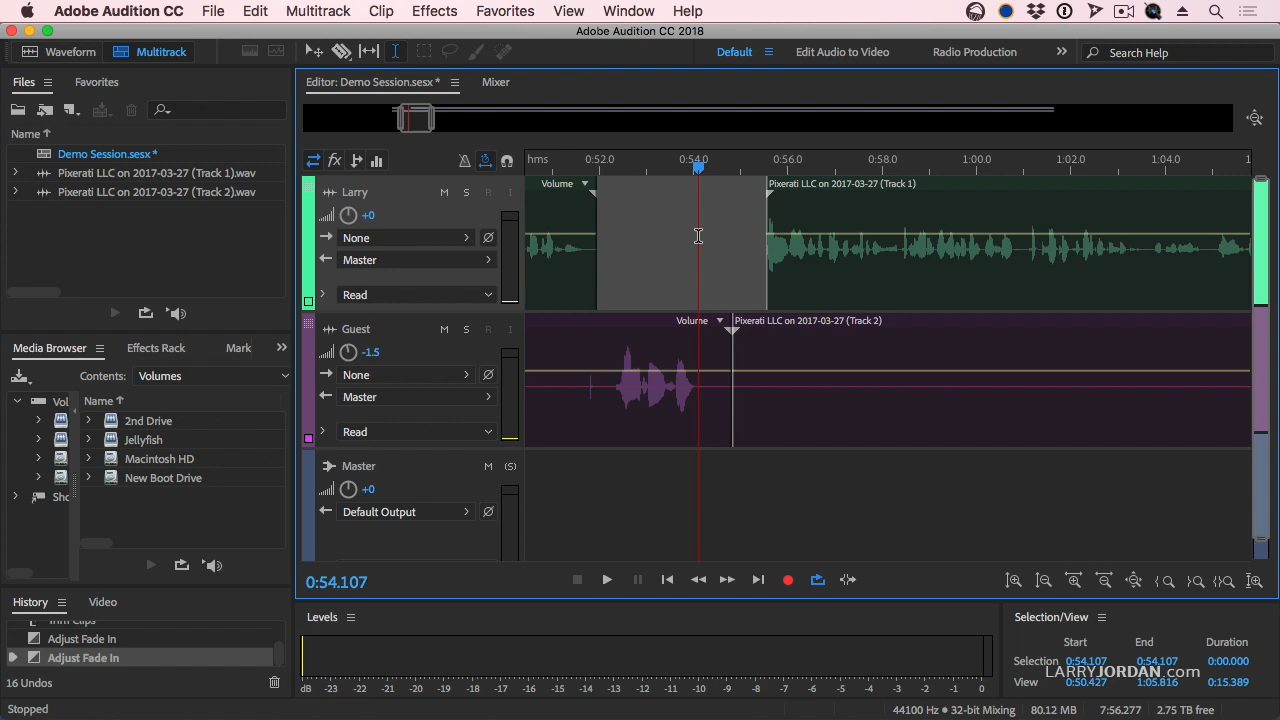 Adobe Audition CC File Edit Multitrack Clip Effects Favorites View Window Help
Adobe Audition CC 2018
Waveform Multitrack Default Edit Audio to Video Radio Production Search Help
Files Favorites
Name
Demo Session.sesx *
Pixerati LLC on 2017-03-27 (Track 1).wav
Pixerati LLC on 2017-03-27 (Track 2).wav
Media Browser Effects Rack Mark
Contents: Volumes
Vol Name
2nd Drive
Jellyfish
Macintosh HD
New Boot Drive
Sho
History Video
Trim Clips
Adjust Fade In
Adjust Fade In
16 Undos
Stopped
Editor: Demo Session.sesx * Mixer
fx hms 0:52.0 0:54.0 0:56.0 0:58.0 1:00.0 1:02.0 1:04.0 1
Larry M S R I
+0
None
Master
Read
Volume Pixerati LLC on 2017-03-27 (Track 1)
Guest M S R I
-1.5
None
Master
Read
Volume Pixerati LLC on 2017-03-27 (Track 2)
Master M (S)
+0
Default Output
0:54.107
Levels
dB -23 -22 -21 -20 -19 -18 -17 -16 -15 -14 -13 -12 -11 -10 -9 -8 -7 -6 -5 -4 -3 -2 -1 0
Selection/View
Start End Duration
Selection 0:54.107 0:54.107 0:00.000
LARRYJORDAN.com
View 0:50.427 1:05.816 0:15.389
44100 Hz ● 32-bit Mixing 80.12 MB 7:56.277 2.75 TB free